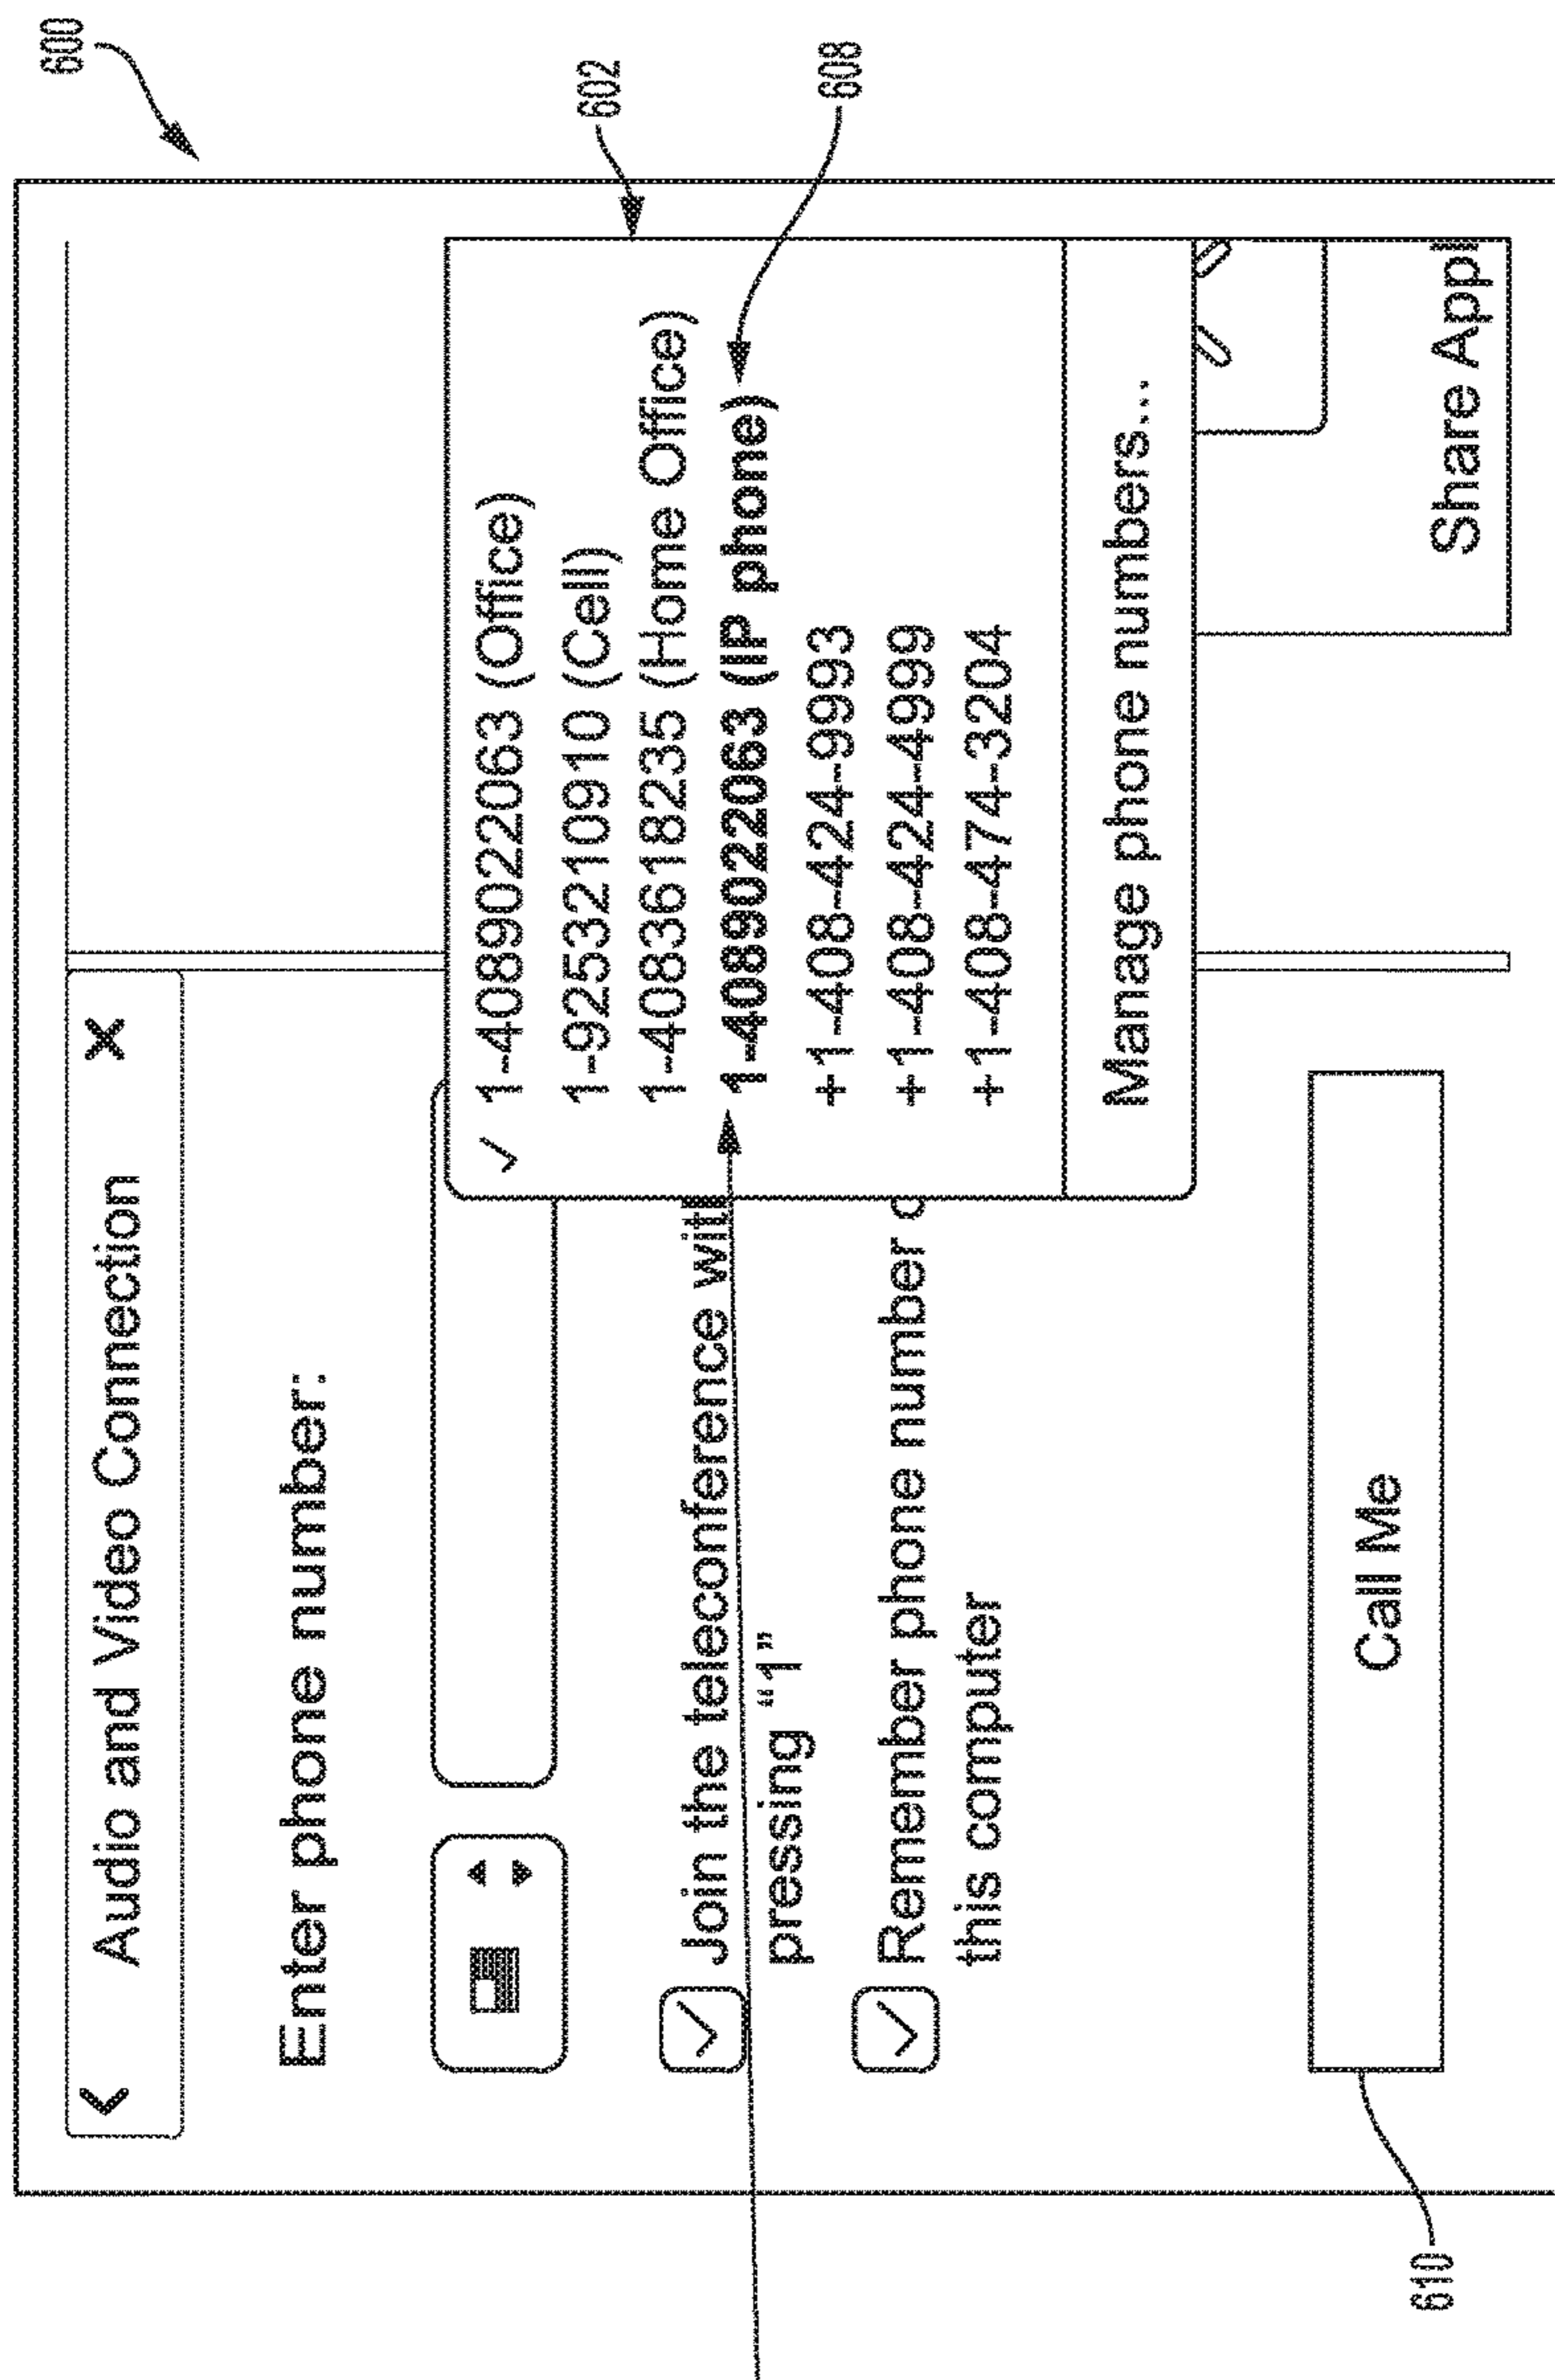 600
Audio and Video Connection
Enter phone number:
602
1-4089022063 (Office)
1-9253210910 (Cell)
1-4083618235 (Home Office)
1-4089022063 (IP phone)
608
+1-408-424-9993
+1-408-424-4999
+1-408-474-3204
Manage phone numbers...
Join the teleconference with
pressing "1"
Remember phone number o
this computer
Call Me
610
Share Appl